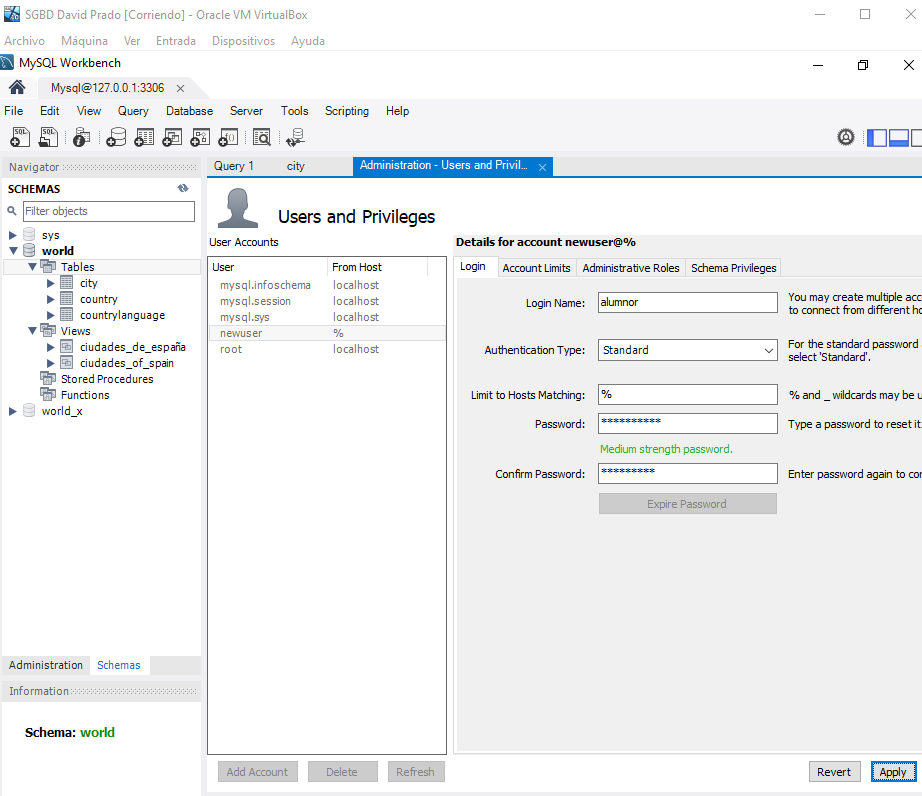 SGBD David Prado [Corriendo] - Oracle VM VirtualBox
Archivo Máquina Ver Entrada Dispositivos Ayuda
MySQL Workbench
Mysql@127.0.0.1:3306
File Edit View Query Database Server Tools Scripting Help
Navigator
SCHEMAS
Filter objects
sys
world
Tables
city
country
countrylanguage
Views
ciudades_de_españa
ciudades_of_spain
Stored Procedures
Functions
world_x
Administration Schemas
Information
Schema: world
Query 1 city Administration - Users and Privil...
Users and Privileges
User Accounts
User From Host
mysql.infoschema localhost
mysql.session localhost
mysql.sys localhost
newuser %
root localhost
Add Account Delete Refresh
Details for account newuser@%
Login Account Limits Administrative Roles Schema Privileges
Login Name: alumnor You may create multiple acc
to connect from different ho
Authentication Type: Standard For the standard password a
select 'Standard'.
Limit to Hosts Matching: % % and _ wildcards may be u
Password: ********** Type a password to reset it.
Medium strength password.
Confirm Password: ********* Enter password again to con
Expire Password
Revert Apply